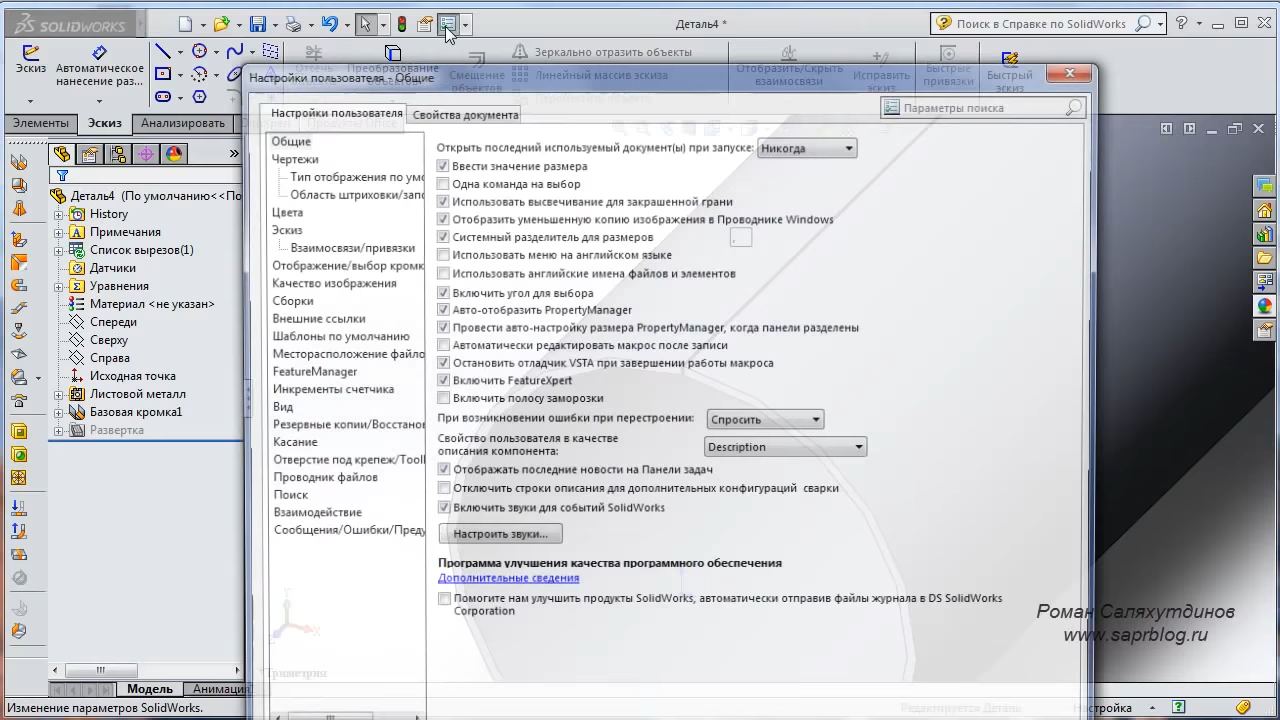 SOLIDWORKS
Деталь4 *
Поиск в Справке по SolidWorks
Эскиз
Автоматическое
нанесение раз...
Отсечь
Преобразование
объектов
Смещение
объектов
Зеркально отразить объекты
Линейный массив эскиза
Отобразить/Скрыть
взаимосвязи
Исправить
эскиз
Быстрые
привязки
Быстрый
эскиз
Элементы
Эскиз
Анализировать
Настройки пользователя - Общие
Настройки пользователя
Свойства документа
Параметры поиска
Деталь4 (По умолчанию<<По
History
Примечания
Список вырезов(1)
Датчики
Уравнения
Материал <не указан>
Спереди
Сверху
Справа
Исходная точка
Листовой металл
Базовая кромка1
Развертка
Общие
Чертежи
Тип отображения по умо
Область штриховки/запо
Цвета
Эскиз
Взаимосвязи/привязки
Отображение/выбор кромк
Качество изображения
Сборки
Внешние ссылки
Шаблоны по умолчанию
Месторасположение файло
FeatureManager
Инкременты счетчика
Вид
Резервные копии/Восстанов
Касание
Отверстие под крепеж/Tooll
Проводник файлов
Поиск
Взаимодействие
Сообщения/Ошибки/Преду
Открыть последний используемый документ(ы) при запуске: Никогда
Ввести значение размера
Одна команда на выбор
Использовать высвечивание для закрашенной грани
Отобразить уменьшенную копию изображения в Проводнике Windows
Системный разделитель для размеров
Использовать меню на английском языке
Использовать английские имена файлов и элементов
Включить угол для выбора
Авто-отобразить PropertyManager
Провести авто-настройку размера PropertyManager, когда панели разделены
Автоматически редактировать макрос после записи
Остановить отладчик VSTA при завершении работы макроса
Включить FeatureXpert
Включить полосу заморозки
При возникновении ошибки при перестроении: Спросить
Свойство пользователя в качестве
описания компонента: Description
Отображать последние новости на Панели задач
Отключить строки описания для дополнительных конфигураций сварки
Включить звуки для событий SolidWorks
Настроить звуки...
Программа улучшения качества программного обеспечения
Дополнительные сведения
Помогите нам улучшить продукты SolidWorks, автоматически отправив файлы журнала в DS SolidWorks
Corporation
Роман Саляхутдинов
www.saprblog.ru
*Триметрия
Модель
Анимация
Изменение параметров SolidWorks.
Редактируется Деталь
Настройка